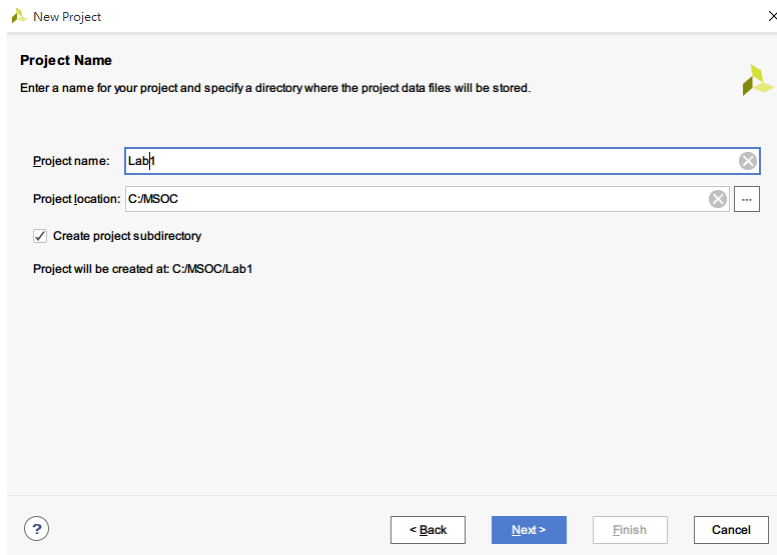 New Project
Project Name
Enter a name for your project and specify a directory where the project data files will be stored.
Project name: Lab1
Project location: C:/MSOC ...
Create project subdirectory
Project will be created at: C:/MSOC/Lab1
? < Back Next > Finish Cancel